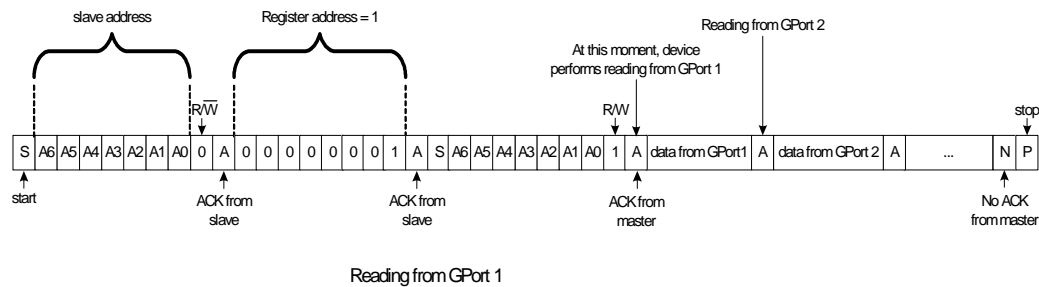 slave address
Register address = 1
Reading from GPort 2
At this moment, device
performs reading from GPort 1
R/W
R/W
stop
S A6 A5 A4 A3 A2 A1 A0 0 A 0 0 0 0 0 0 0 1 A S A6 A5 A4 A3 A2 A1 A0 1 A data from GPort1 A data from GPort 2 A ... N P
start
ACK from
slave
ACK from
slave
ACK from
master
No ACK
from master
Reading from GPort 1